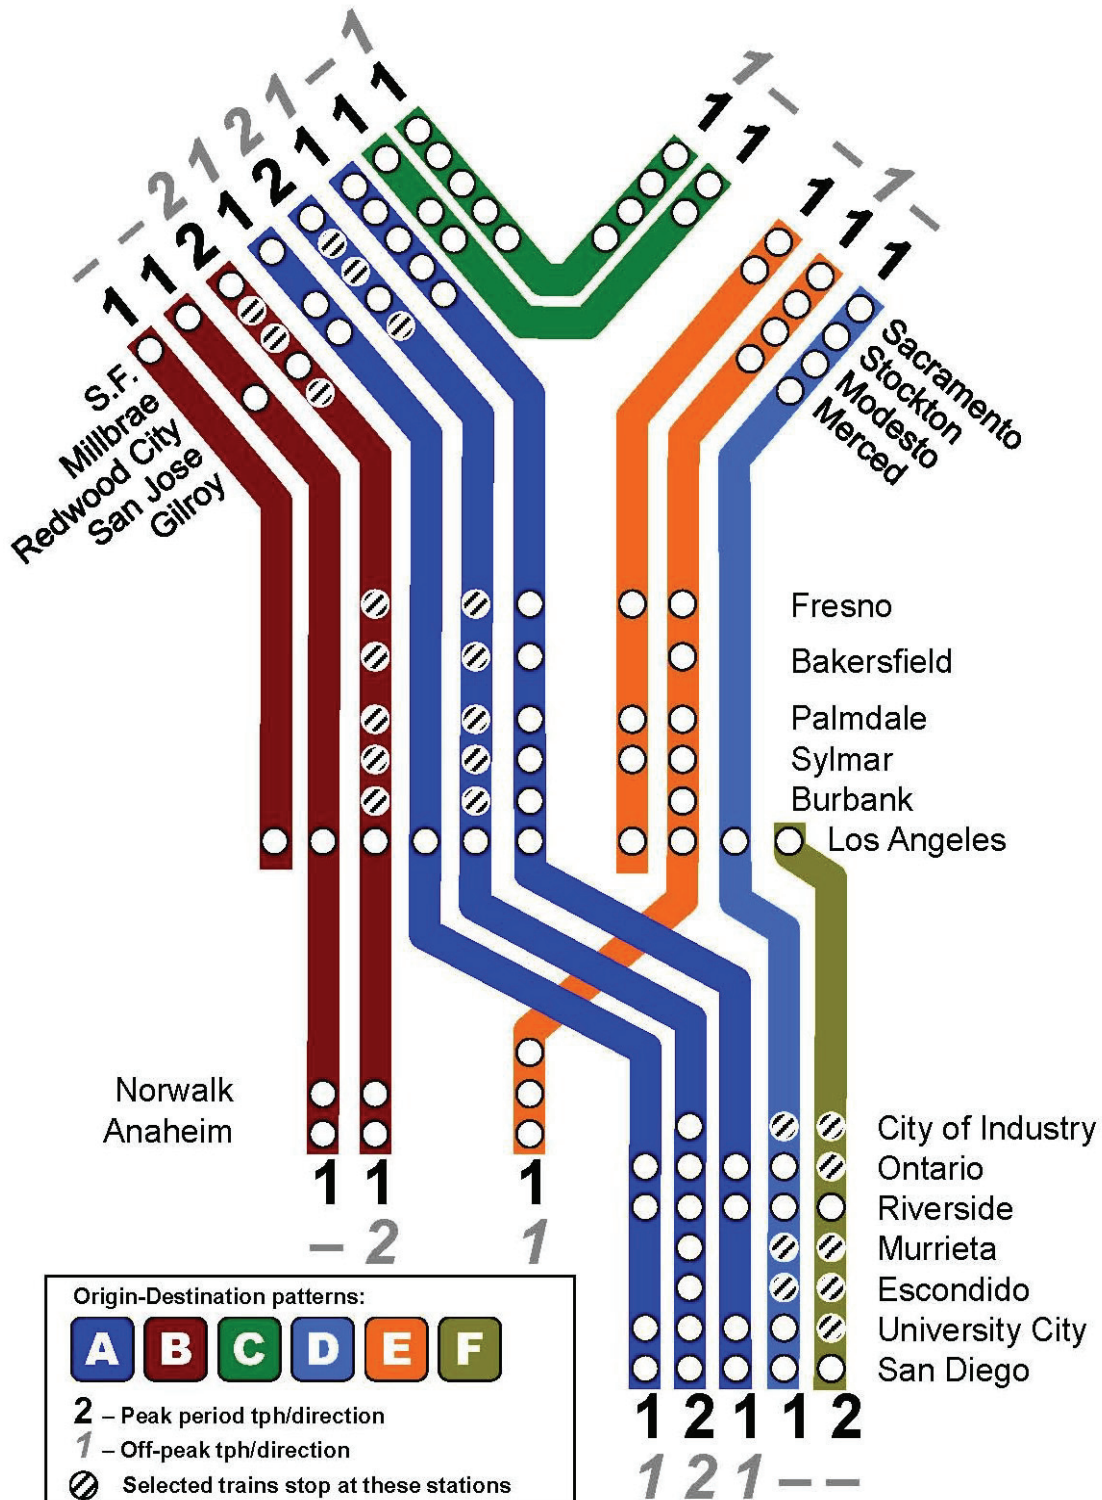 – – 2 1 2 1 – 1
1 1 2 1 2 1 1 1
1 –
1 1
– 1 –
1 1 1
S.F.
Millbrae
Redwood City
San Jose
Gilroy
Sacramento
Stockton
Modesto
Merced
Fresno
Bakersfield
Palmdale
Sylmar
Burbank
Los Angeles
Norwalk
Anaheim
1 1 1
– 2 1
City of Industry
Ontario
Riverside
Murrieta
Escondido
University City
San Diego
1 2 1 1 2
1 2 1 – –
Origin-Destination patterns:
A B C D E F
2 – Peak period tph/direction
1 – Off-peak tph/direction
Selected trains stop at these stations